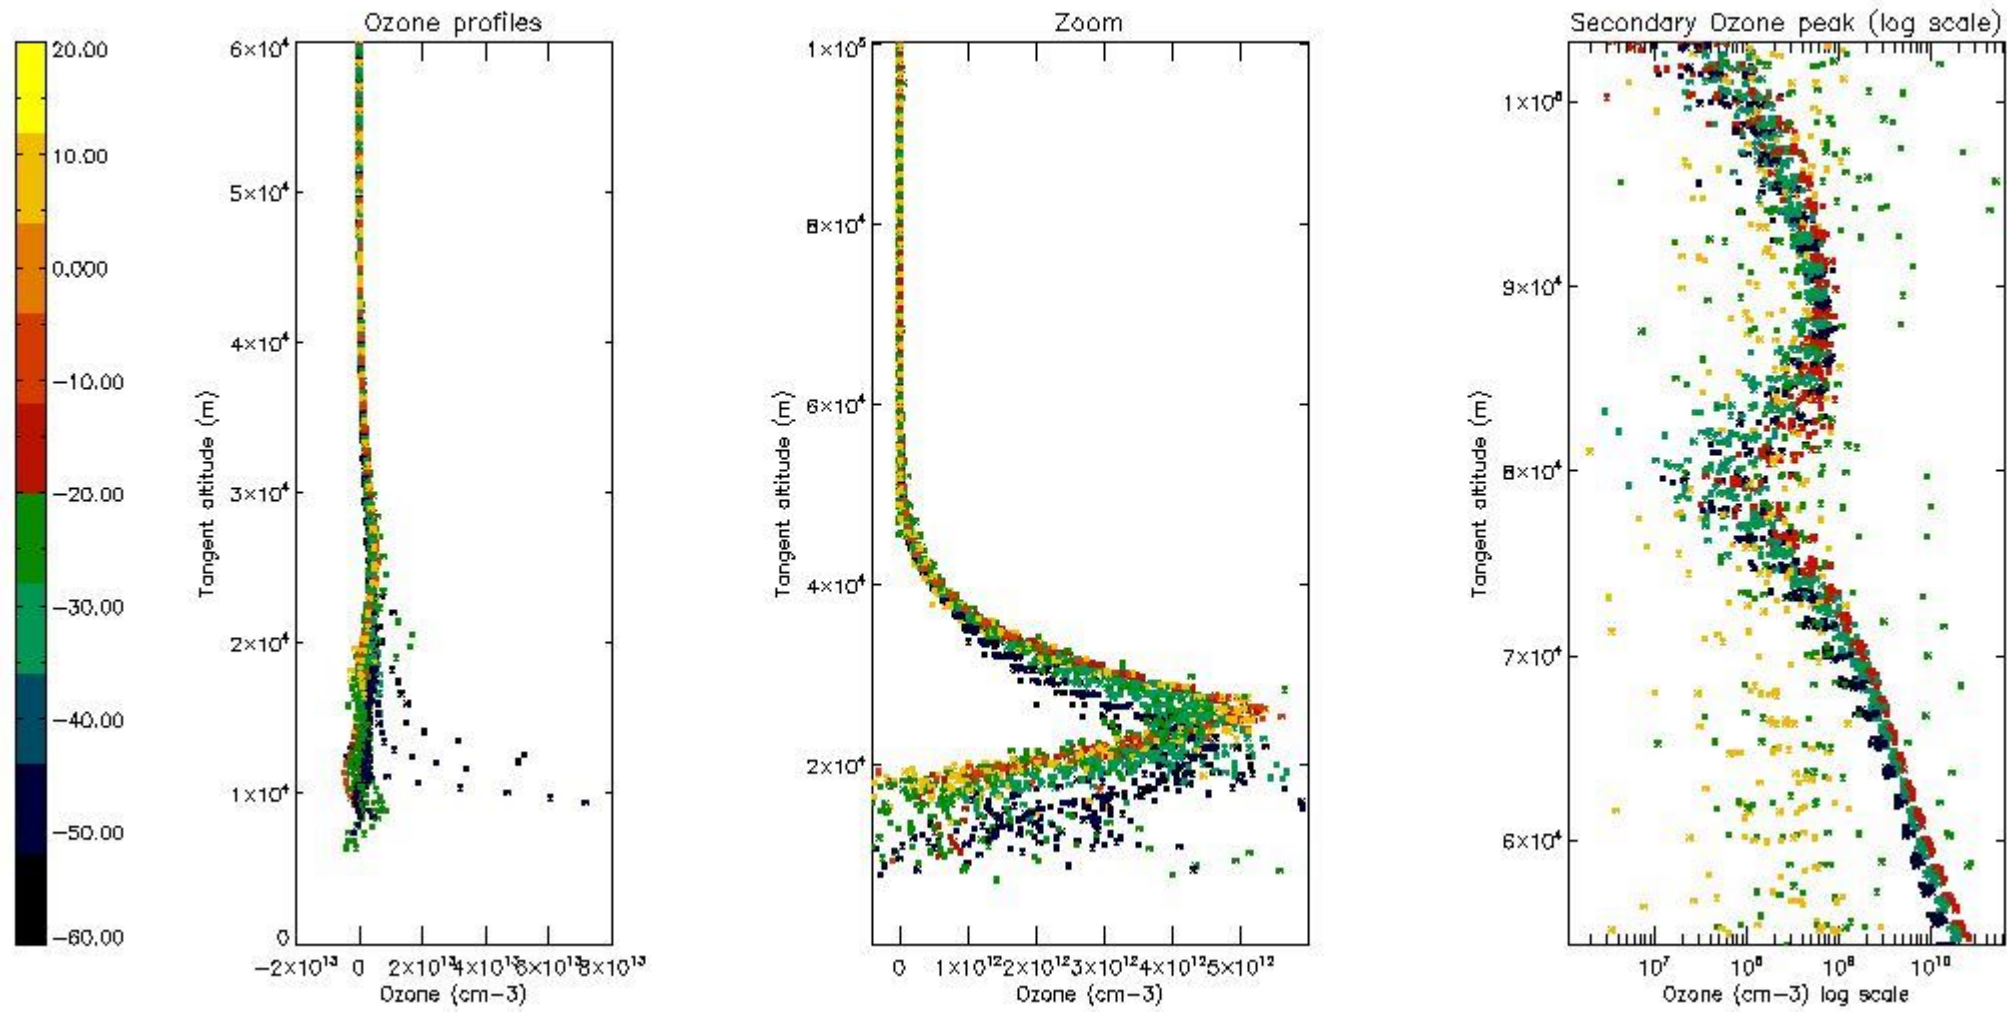 Ozone profiles
Zoom
Secondary Ozone peak (log scale)
20.00
10.00
0.000
−10.00
−20.00
−30.00
−40.00
−50.00
−60.00
6×10⁴
5×10⁴
4×10⁴
3×10⁴
2×10⁴
1×10⁴
0
Tangent altitude (m)
−2×10¹³ 0 2×10¹³ 4×10¹³ 6×10¹³ 8×10¹³
Ozone (cm−3)
1×10⁵
8×10⁴
6×10⁴
4×10⁴
2×10⁴
Tangent altitude (m)
0 1×10¹² 2×10¹² 3×10¹² 4×10¹² 5×10¹²
Ozone (cm−3)
1×10⁵
9×10⁴
8×10⁴
7×10⁴
6×10⁴
Tangent altitude (m)
10⁷ 10⁸ 10⁹ 10¹⁰
Ozone (cm−3) log scale